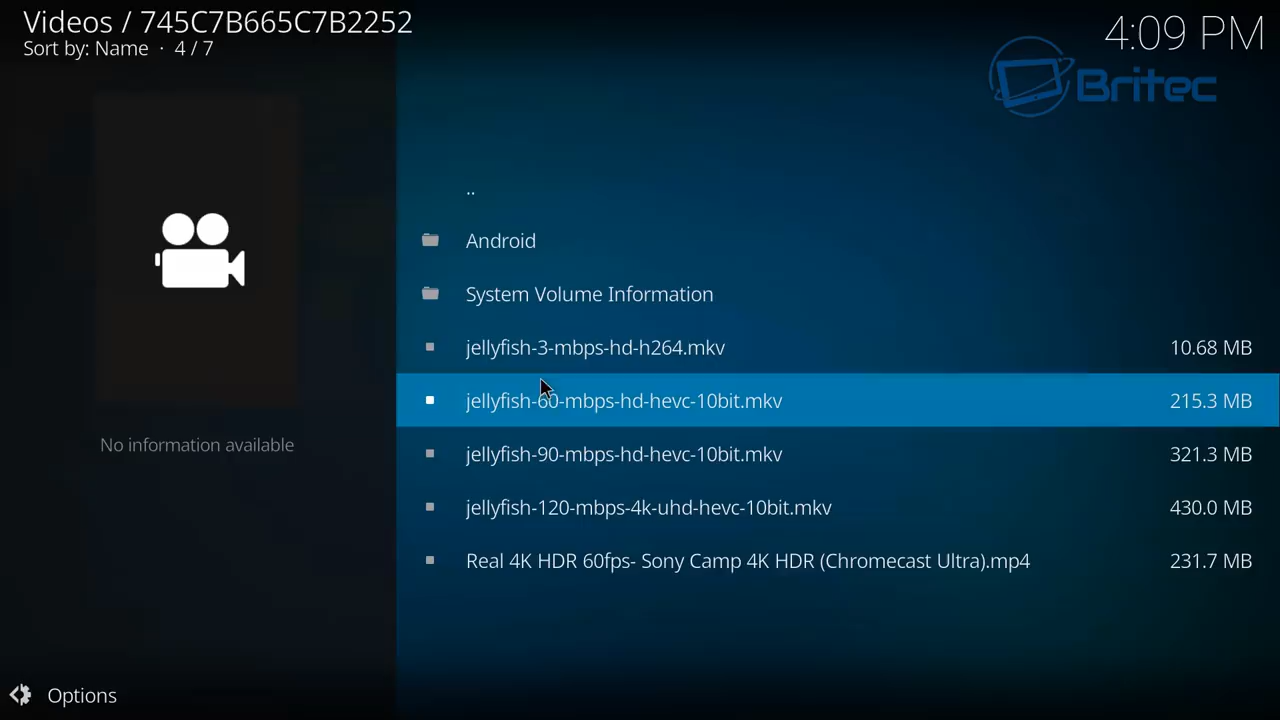 Videos / 745C7B665C7B2252
Sort by: Name · 4 / 7
4:09 PM
Britec
..
Android
System Volume Information
jellyfish-3-mbps-hd-h264.mkv 10.68 MB
jellyfish-60-mbps-hd-hevc-10bit.mkv 215.3 MB
jellyfish-90-mbps-hd-hevc-10bit.mkv 321.3 MB
jellyfish-120-mbps-4k-uhd-hevc-10bit.mkv 430.0 MB
Real 4K HDR 60fps- Sony Camp 4K HDR (Chromecast Ultra).mp4 231.7 MB
No information available
Options